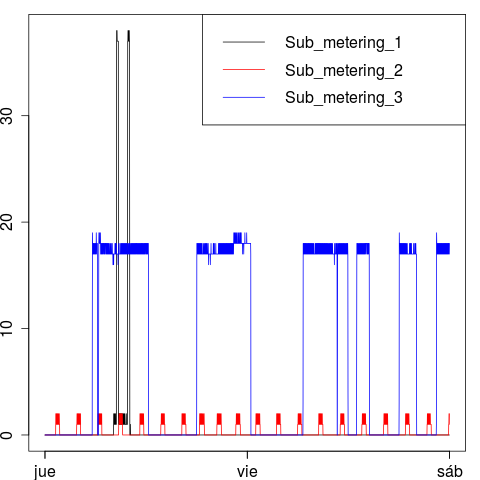 Sub_metering_1
Sub_metering_2
Sub_metering_3
30
20
10
0
jue vie sáb